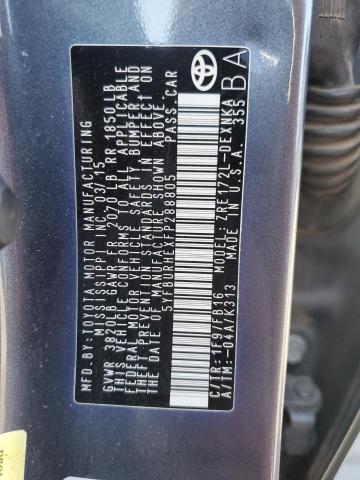 MFD. BY: TOYOTA MOTOR MANUFACTURING
MISSISSIPPI, INC. 03/15
GVWR 3820LB GAWR FR 2070LB RR 1850LB
THIS VEHICLE CONFORMS TO ALL APPLICABLE
FEDERAL MOTOR VEHICLE SAFETY, BUMPER AND
THEFT PREVENTION STANDARDS IN EFFECT ON
THE DATE OF MANUFACTURE SHOWN ABOVE.
5YFBURHEXFP288805 PASS.CAR
C/TR: 1F9/FB16 ZRE172L-DEXNKA
A/TM: -04A/K313 MADE IN U.S.A. 355
BA